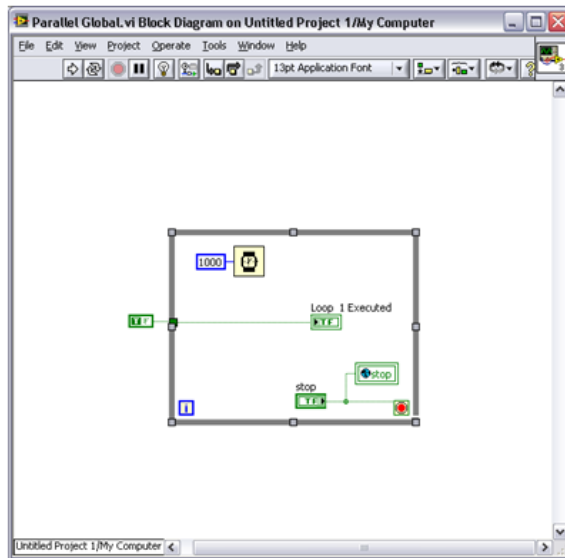 Parallel Global.vi Block Diagram on Untitled Project 1/My Computer
File Edit View Project Operate Tools Window Help
13pt Application Font
1000
Loop 1 Executed
TF
TF
stop
stop
TF
i
Untitled Project 1/My Computer